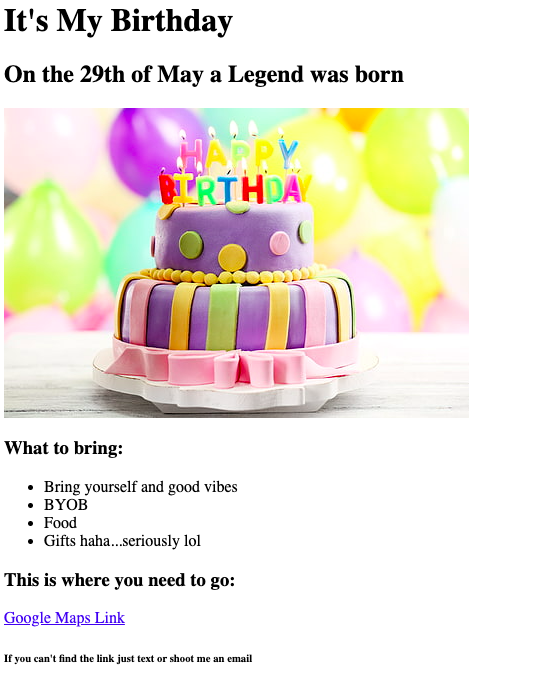 It's My Birthday
On the 29th of May a Legend was born
HAPPY
BIRTHDAY
What to bring:
Bring yourself and good vibes
BYOB
Food
Gifts haha...seriously lol
This is where you need to go:
Google Maps Link
If you can't find the link just text or shoot me an email